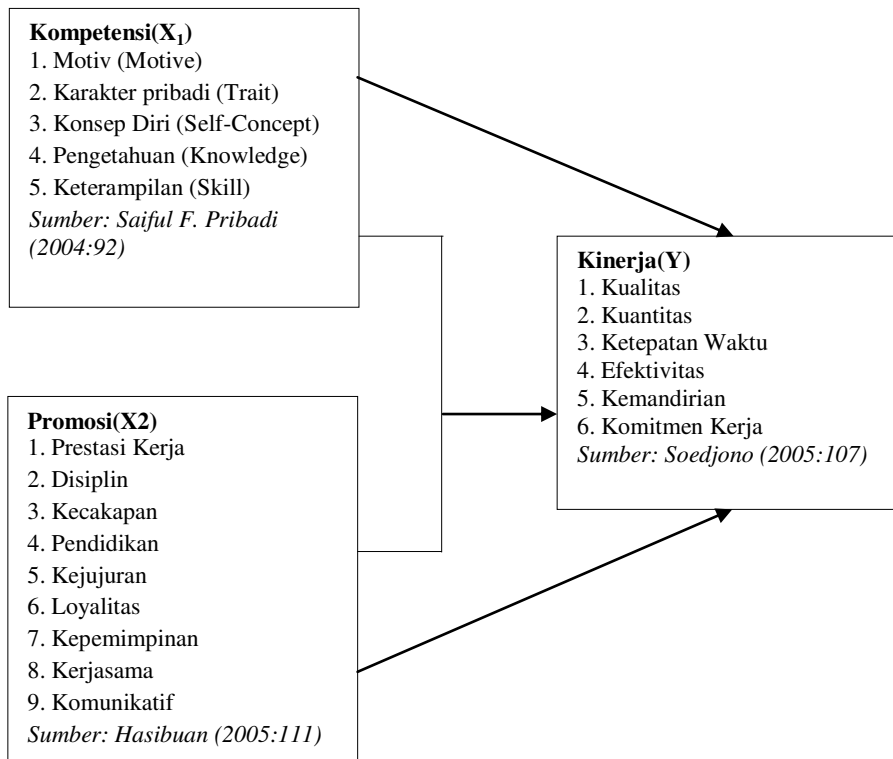 Kompetensi(X₁)
1. Motiv (Motive)
2. Karakter pribadi (Trait)
3. Konsep Diri (Self-Concept)
4. Pengetahuan (Knowledge)
5. Keterampilan (Skill)
Sumber: Saiful F. Pribadi
(2004:92)
Kinerja(Y)
1. Kualitas
2. Kuantitas
3. Ketepatan Waktu
4. Efektivitas
5. Kemandirian
6. Komitmen Kerja
Sumber: Soedjono (2005:107)
Promosi(X2)
1. Prestasi Kerja
2. Disiplin
3. Kecakapan
4. Pendidikan
5. Kejujuran
6. Loyalitas
7. Kepemimpinan
8. Kerjasama
9. Komunikatif
Sumber: Hasibuan (2005:111)